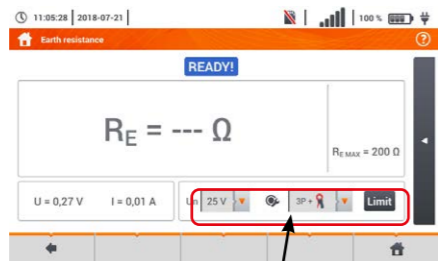 11:05:28 2018-07-21 100 %
Earth resistance ?
READY!
RE = --- Ω
RE MAX = 200 Ω
U = 0,27 V I = 0,01 A Un 25 V 3P + Limit